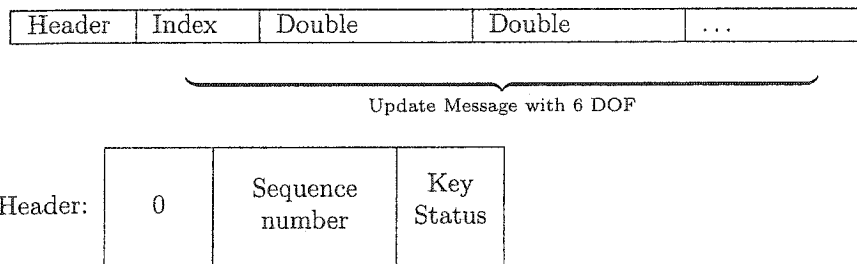 Header Index Double Double ...
Update Message with 6 DOF
Header: 0 Sequence number Key Status